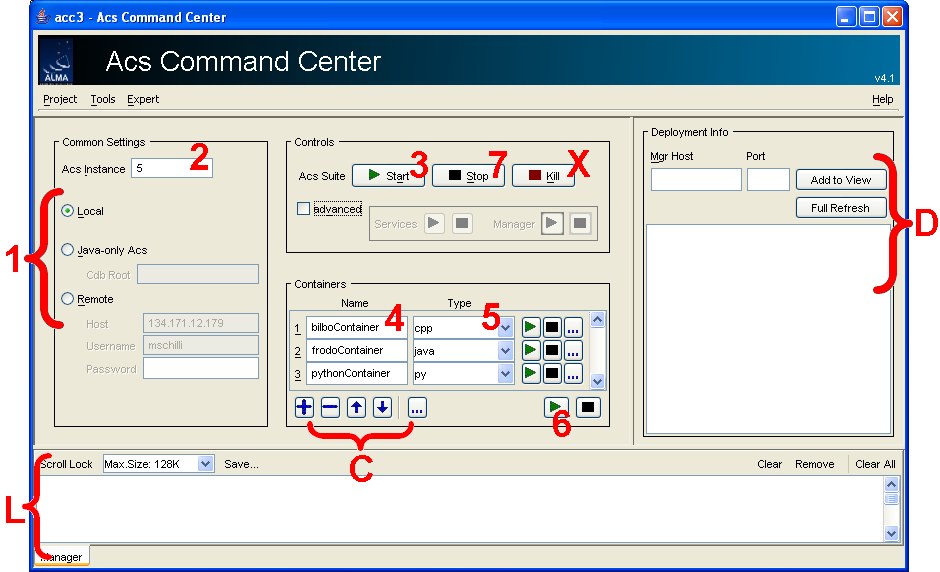 acc3 - Acs Command Center
ALMA
Acs Command Center
v4.1
Project Tools Expert Help
Common Settings
Acs Instance 5 2
1
Local
Java-only Acs
Cdb Root
Remote
Host 134.171.12.179
Username mschilli
Password
Controls
Acs Suite Start 3 Stop 7 Kill X
advanced
Services Manager
Containers
Name Type
1 bilboContainer 4 cpp 5 ...
2 frodoContainer java ...
3 pythonContainer py ...
... 6
C
Deployment Info
Mgr Host Port
Add to View
Full Refresh
D
Scroll Lock Max.Size: 128K Save... Clear Remove Clear All
L
Manager